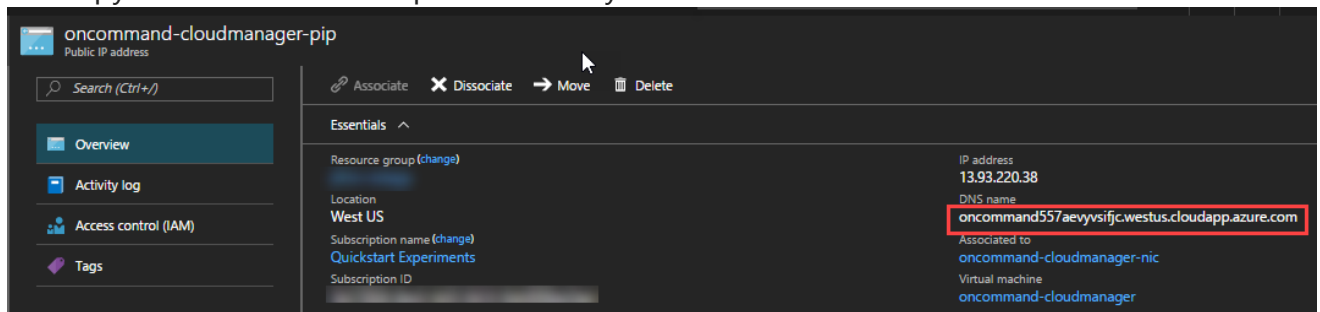 oncommand-cloudmanager-pip
Public IP address
Search (Ctrl+/)
Overview
Activity log
Access control (IAM)
Tags
Associate Dissociate Move Delete
Essentials
Resource group (change)
Location
West US
Subscription name (change)
Quickstart Experiments
Subscription ID
IP address
13.93.220.38
DNS name
oncommand557aevyvsifjc.westus.cloudapp.azure.com
Associated to
oncommand-cloudmanager-nic
Virtual machine
oncommand-cloudmanager